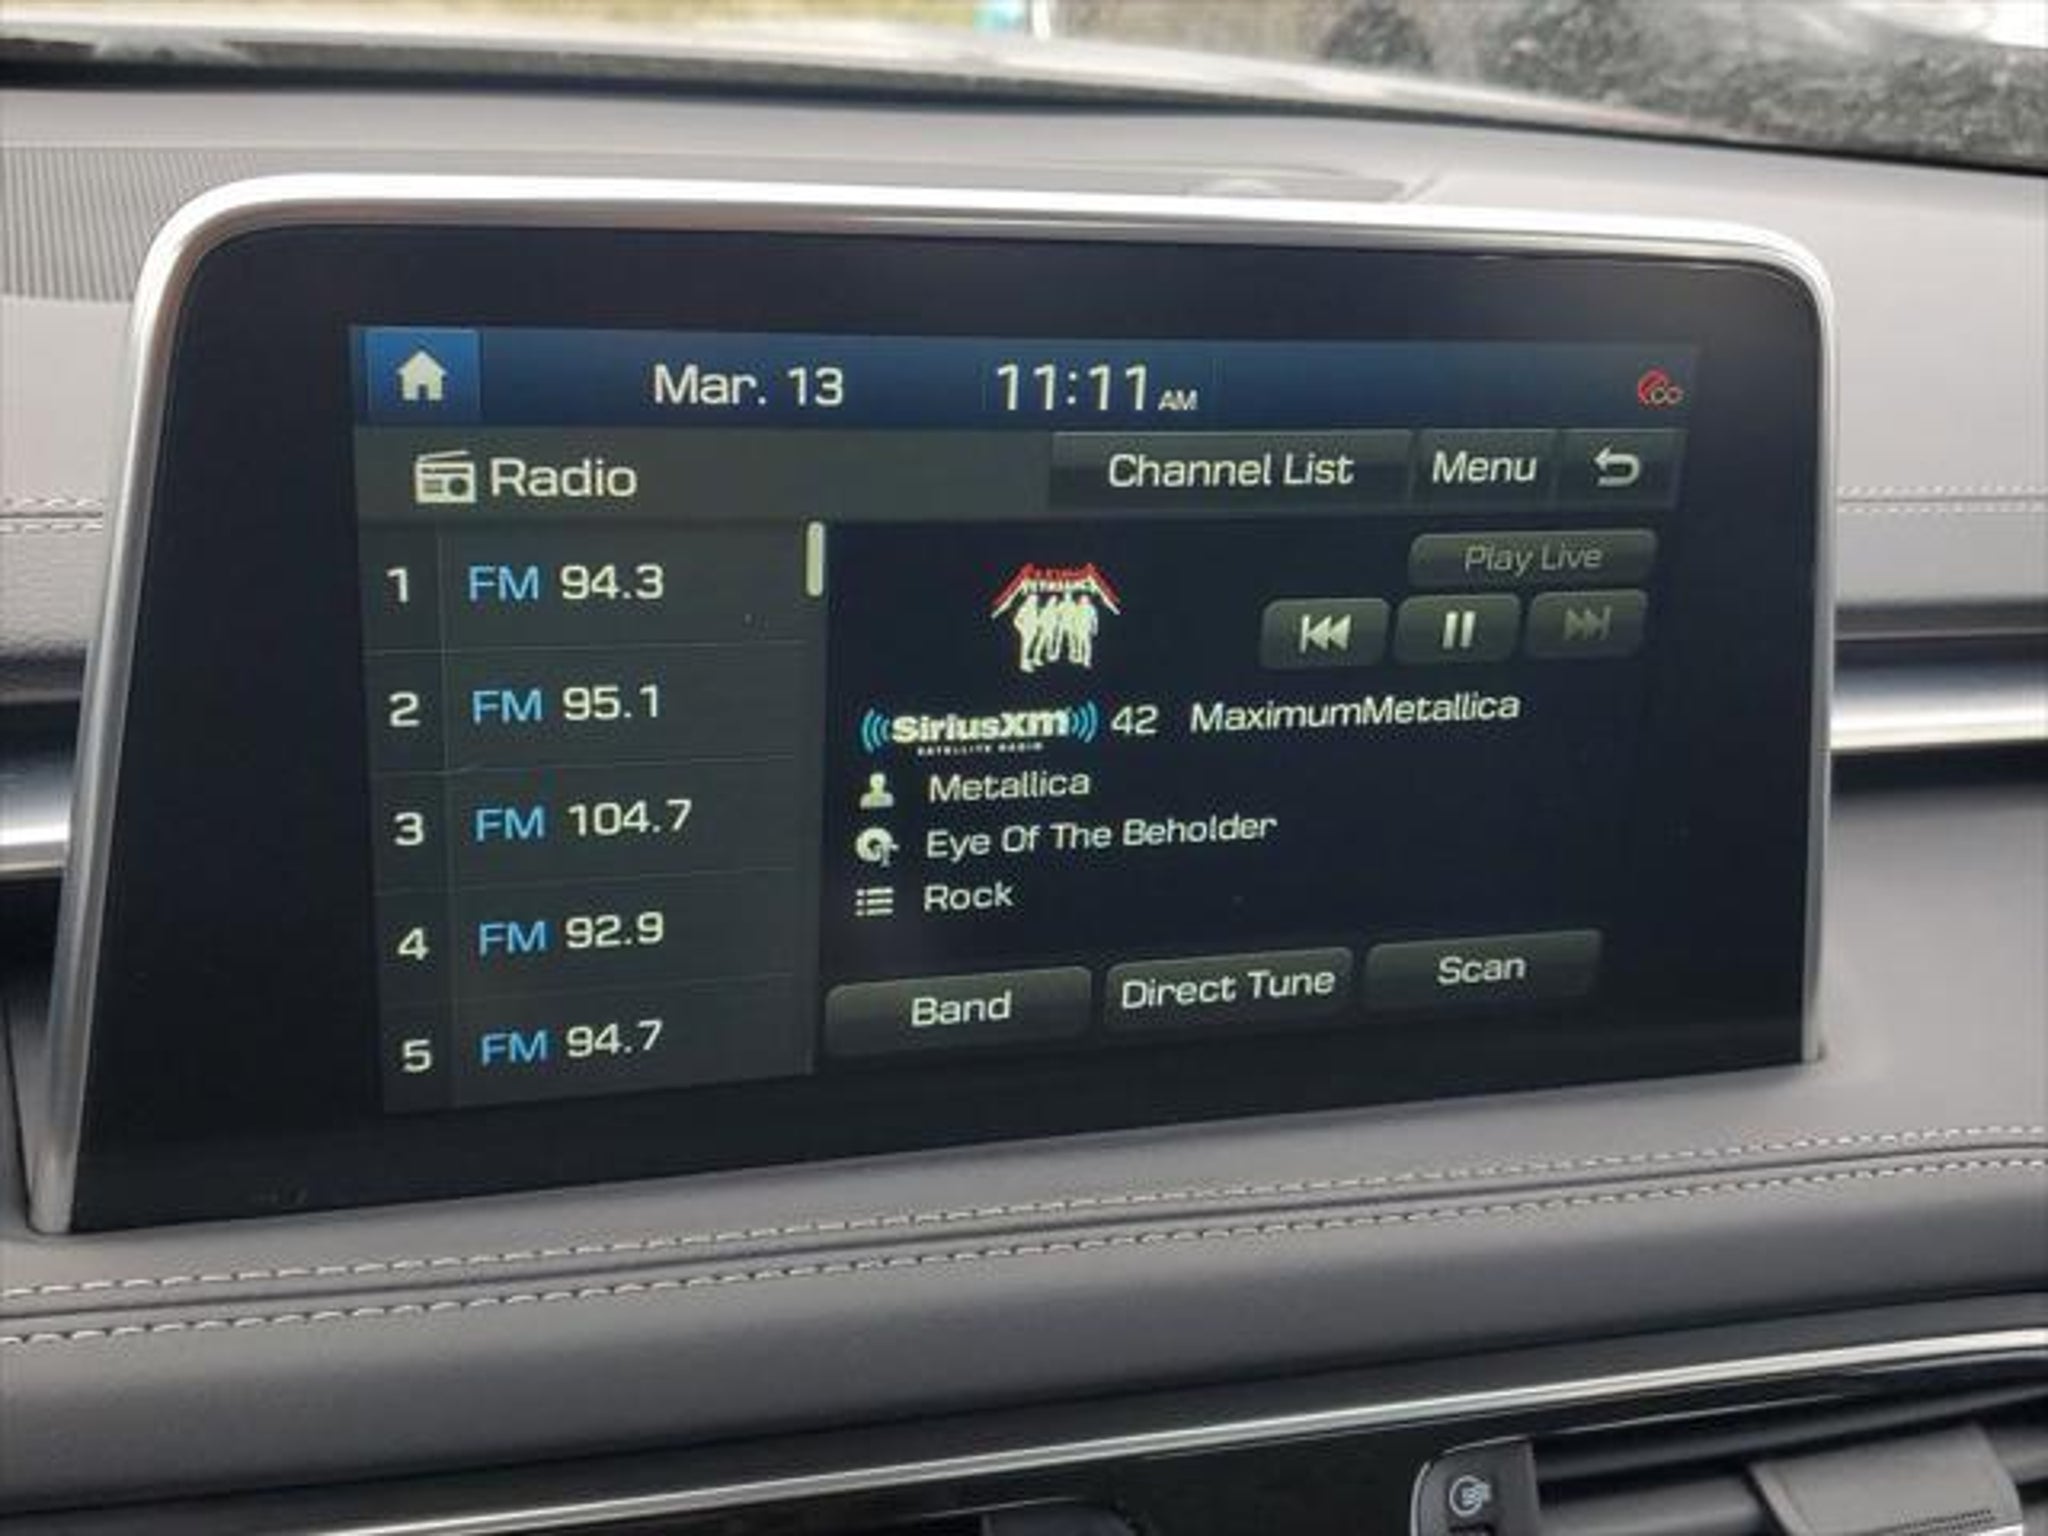 Mar. 13 11:11 AM
Radio Channel List Menu
1 FM 94.3
2 FM 95.1
3 FM 104.7
4 FM 92.9
5 FM 94.7
Play Live
SiriusXM 42 MaximumMetallica
SATELLITE RADIO
Metallica
Eye Of The Beholder
Rock
Band Direct Tune Scan